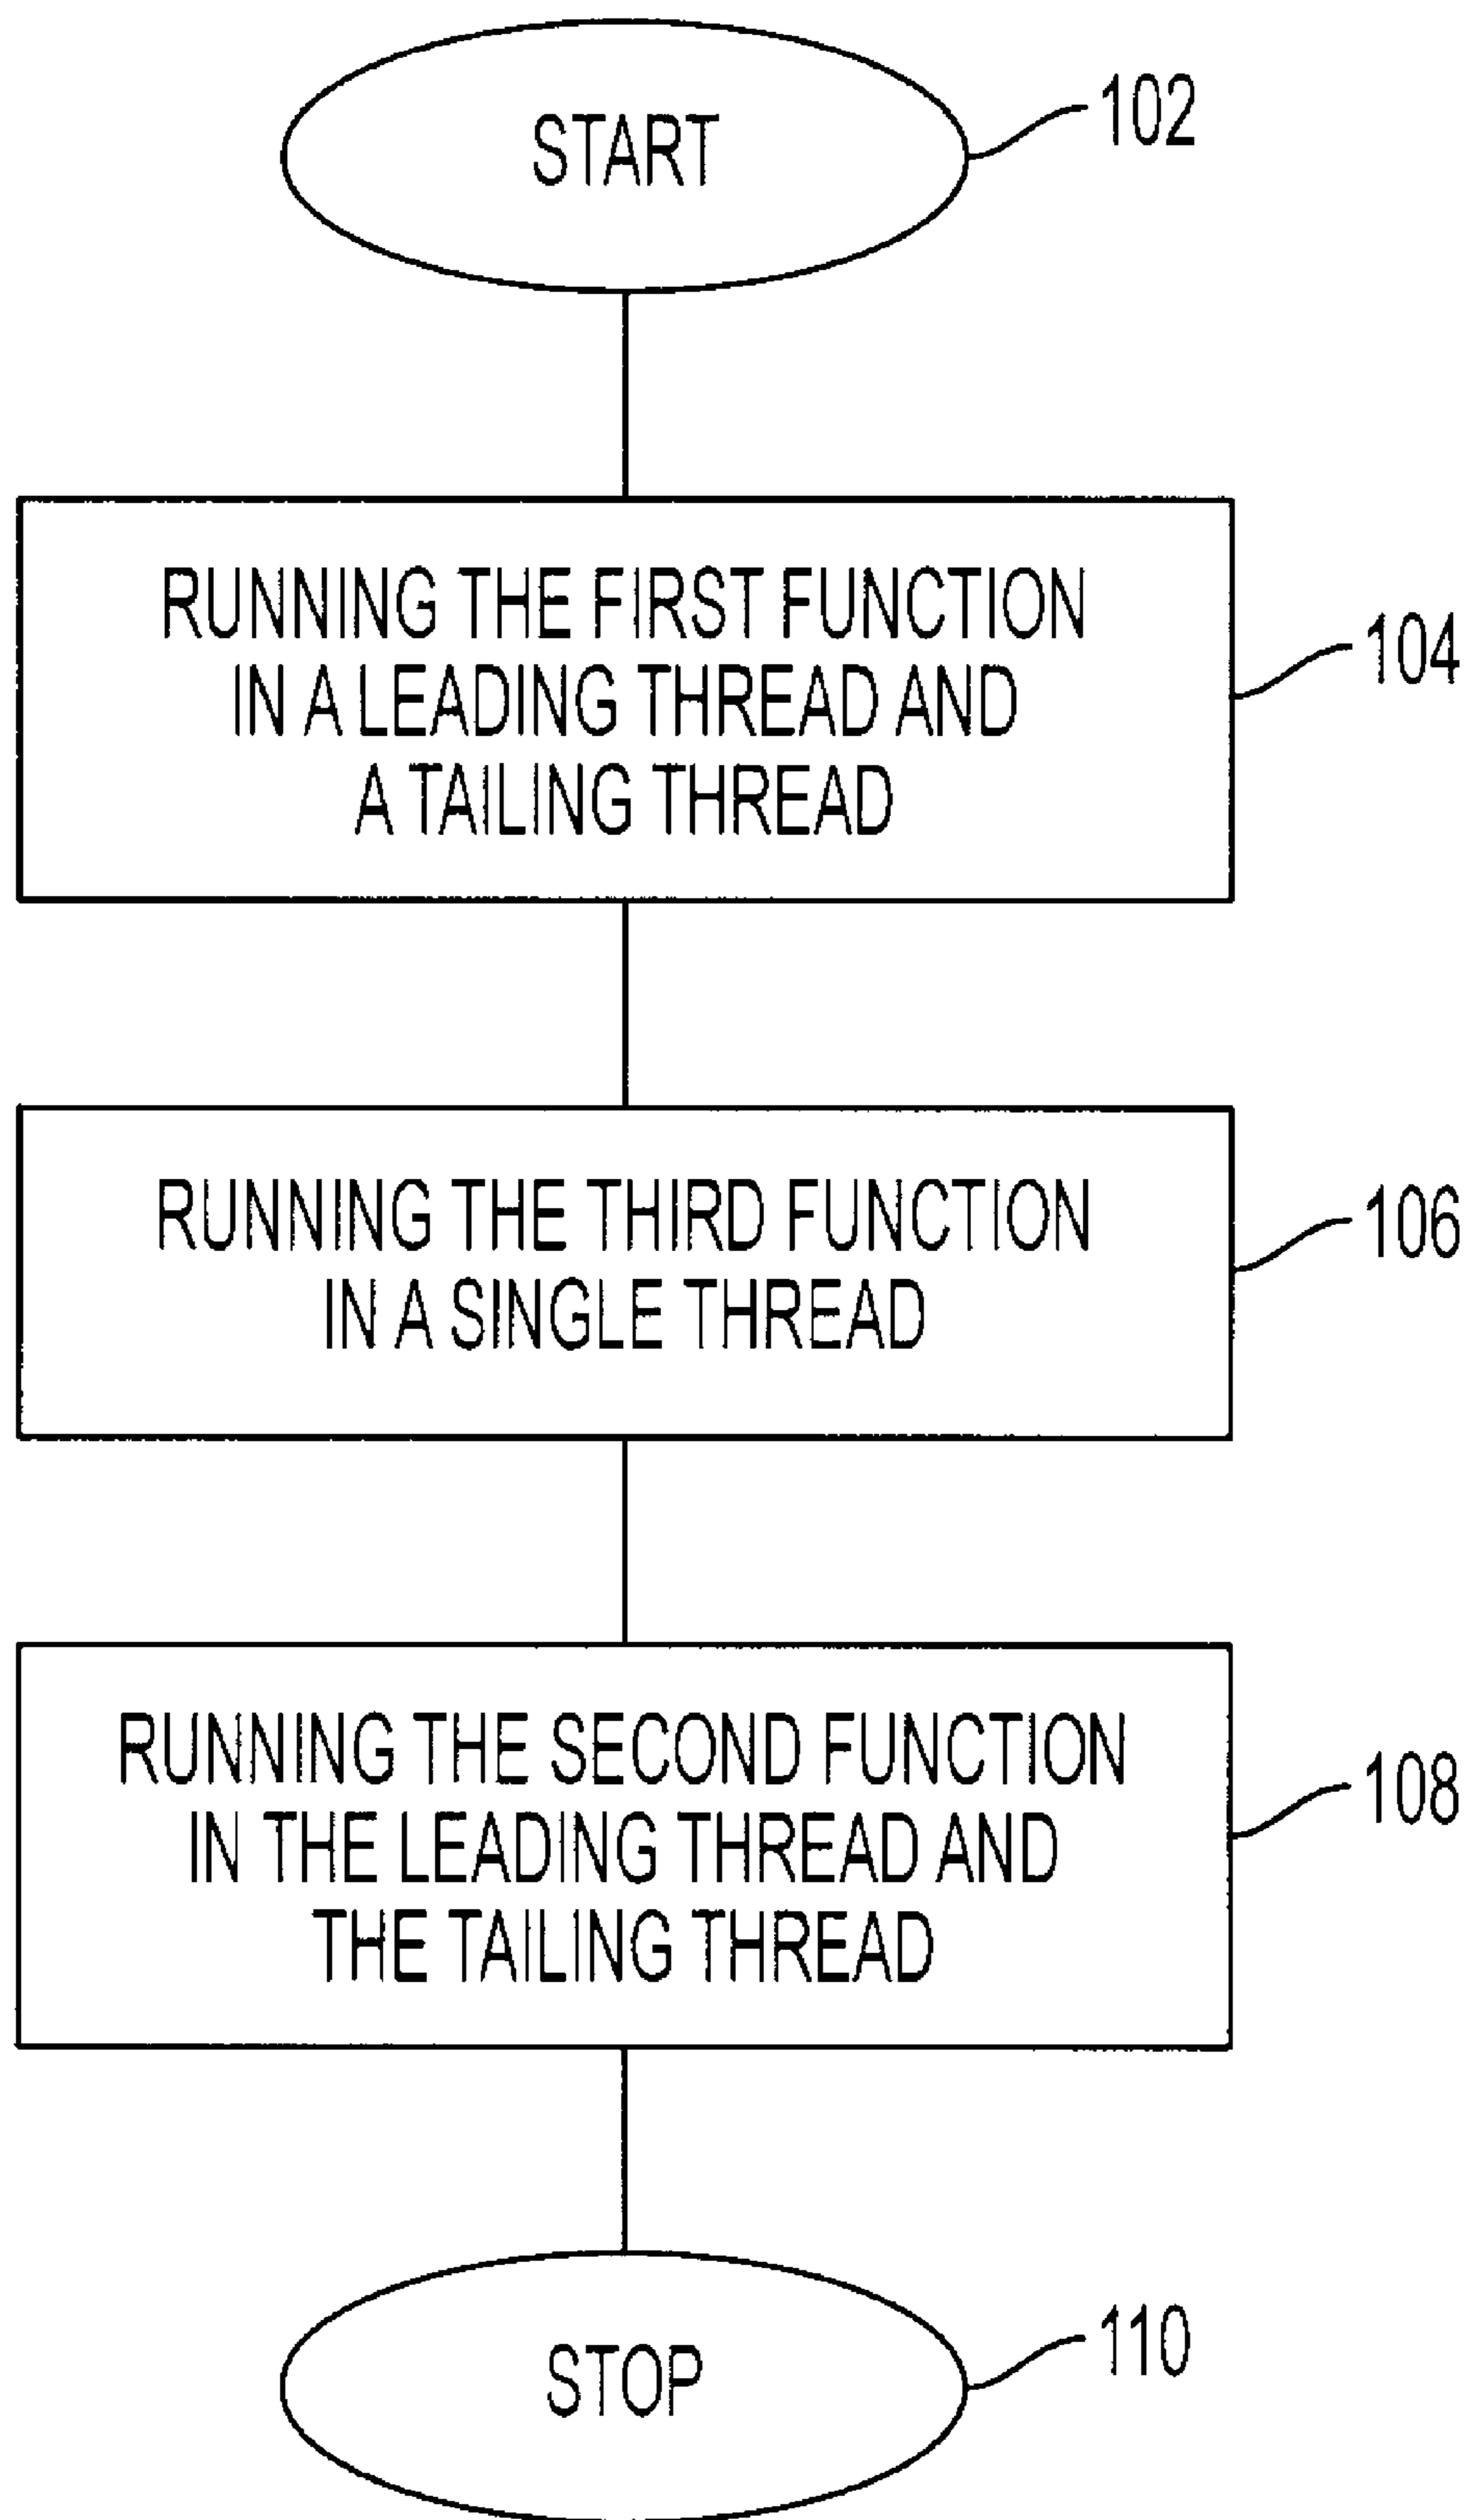 START
102
RUNNING THE FIRST FUNCTION
IN A LEADING THREAD AND
A TAILING THREAD
104
RUNNING THE THIRD FUNCTION
IN A SINGLE THREAD
106
RUNNING THE SECOND FUNCTION
IN THE LEADING THREAD AND
THE TAILING THREAD
108
STOP
110